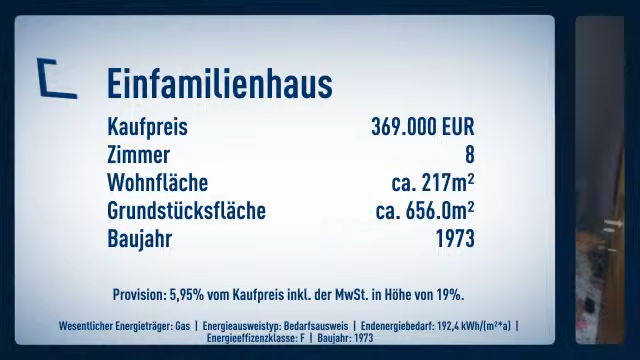 Einfamilienhaus
Kaufpreis 369.000 EUR
Zimmer 8
Wohnfläche ca. 217m²
Grundstücksfläche ca. 656.0m²
Baujahr 1973
Provision: 5,95% vom Kaufpreis inkl. der MwSt. in Höhe von 19%.
Wesentlicher Energieträger: Gas | Energieausweistyp: Bedarfsausweis | Endenergiebedarf: 192,4 kWh/(m²*a) |
Energieeffizenzklasse: F | Baujahr: 1973